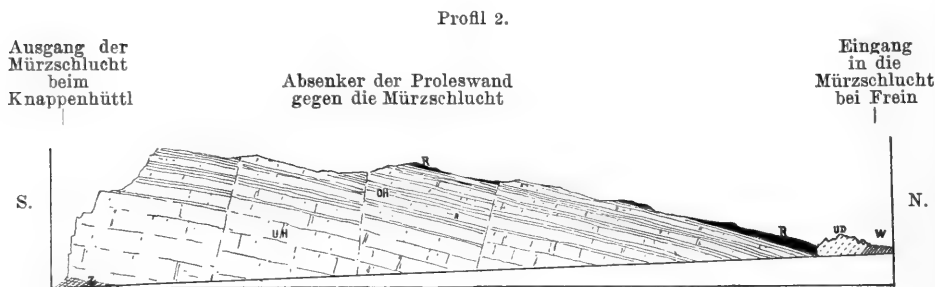 Profil 2.
Ausgang der
Mürzschlucht
beim
Knappenhüttl
Absenker der Proleswand
gegen die Mürzschlucht
Eingang
in die
Mürzschlucht
bei Frein
S.
N.
R
OH
UH
R
UD
W
Z